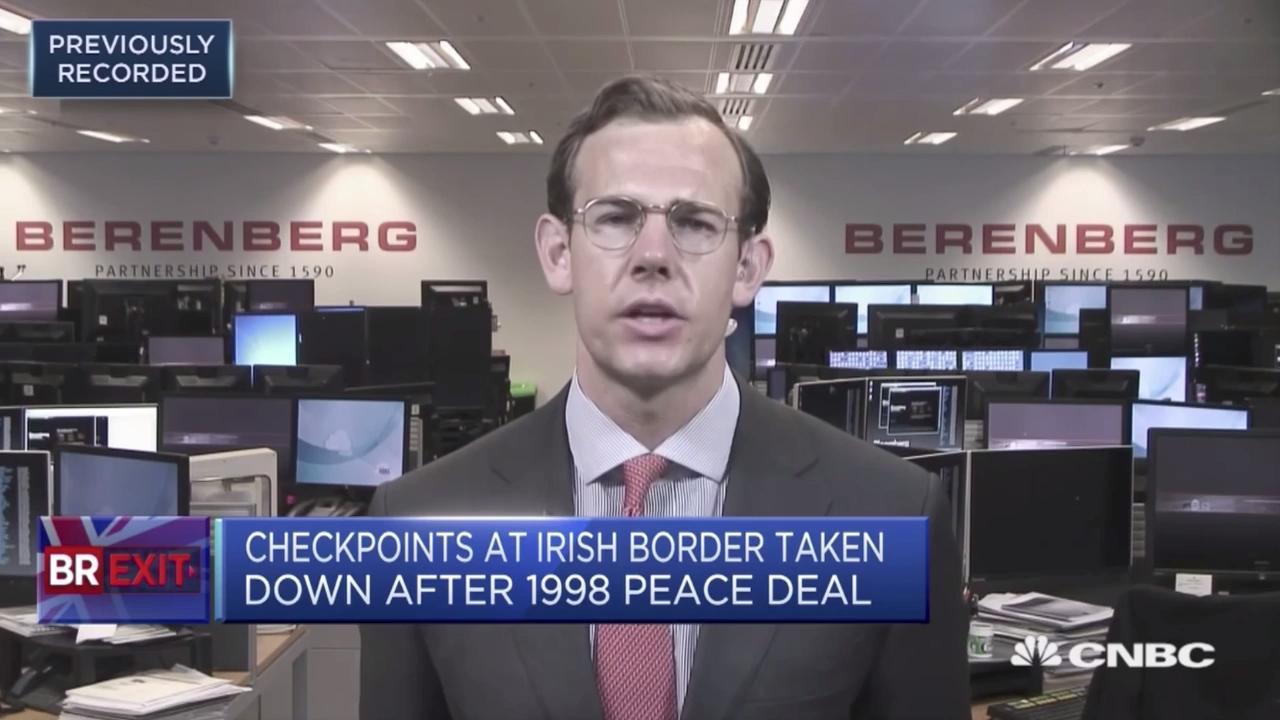 PREVIOUSLY
RECORDED
BERENBERG
PARTNERSHIP SINCE 1590
BERENBERG
PARTNERSHIP SINCE 1590
BREXIT
CHECKPOINTS AT IRISH BORDER TAKEN
DOWN AFTER 1998 PEACE DEAL
CNBC